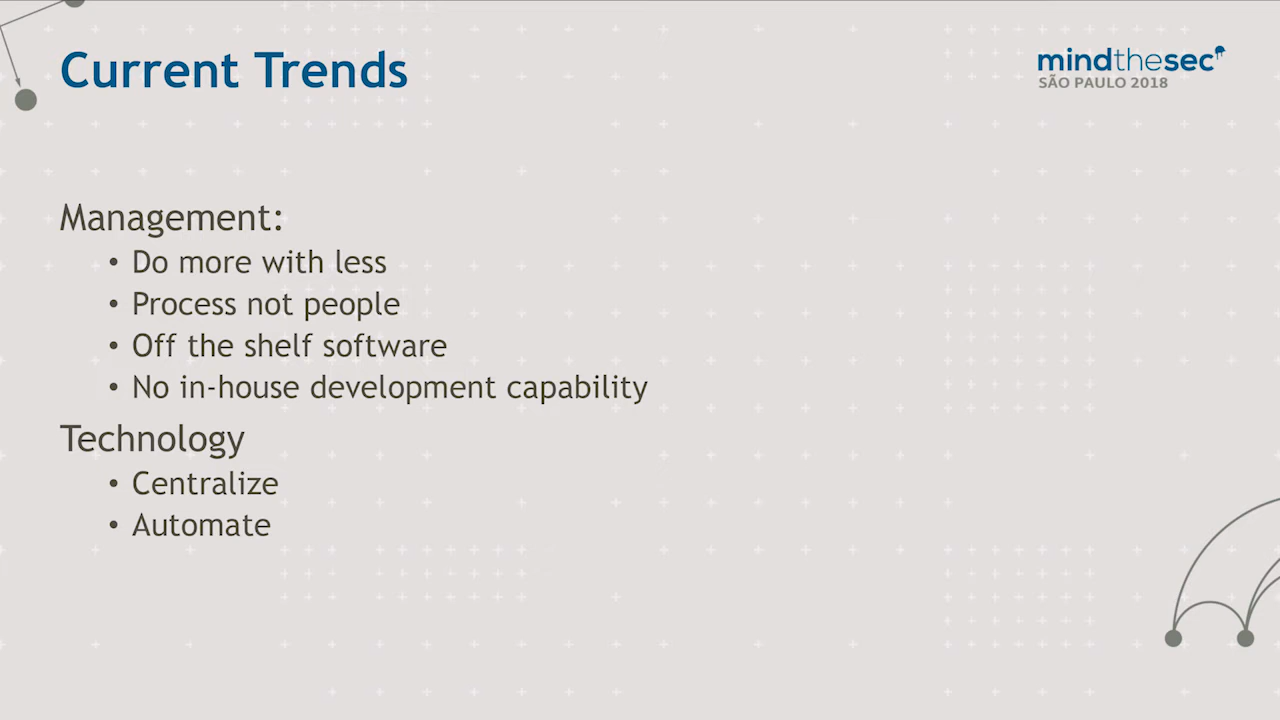 Current Trends
mindthesec
SÃO PAULO 2018
Management:
• Do more with less
• Process not people
• Off the shelf software
• No in-house development capability
Technology
• Centralize
• Automate